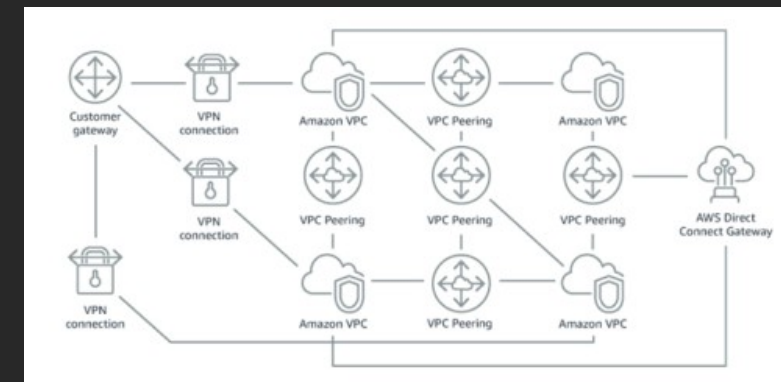 Customer
gateway
VPN
connection
Amazon VPC
VPC Peering
Amazon VPC
VPN
connection
VPC Peering
VPC Peering
VPC Peering
AWS Direct
Connect Gateway
VPN
connection
Amazon VPC
VPC Peering
Amazon VPC